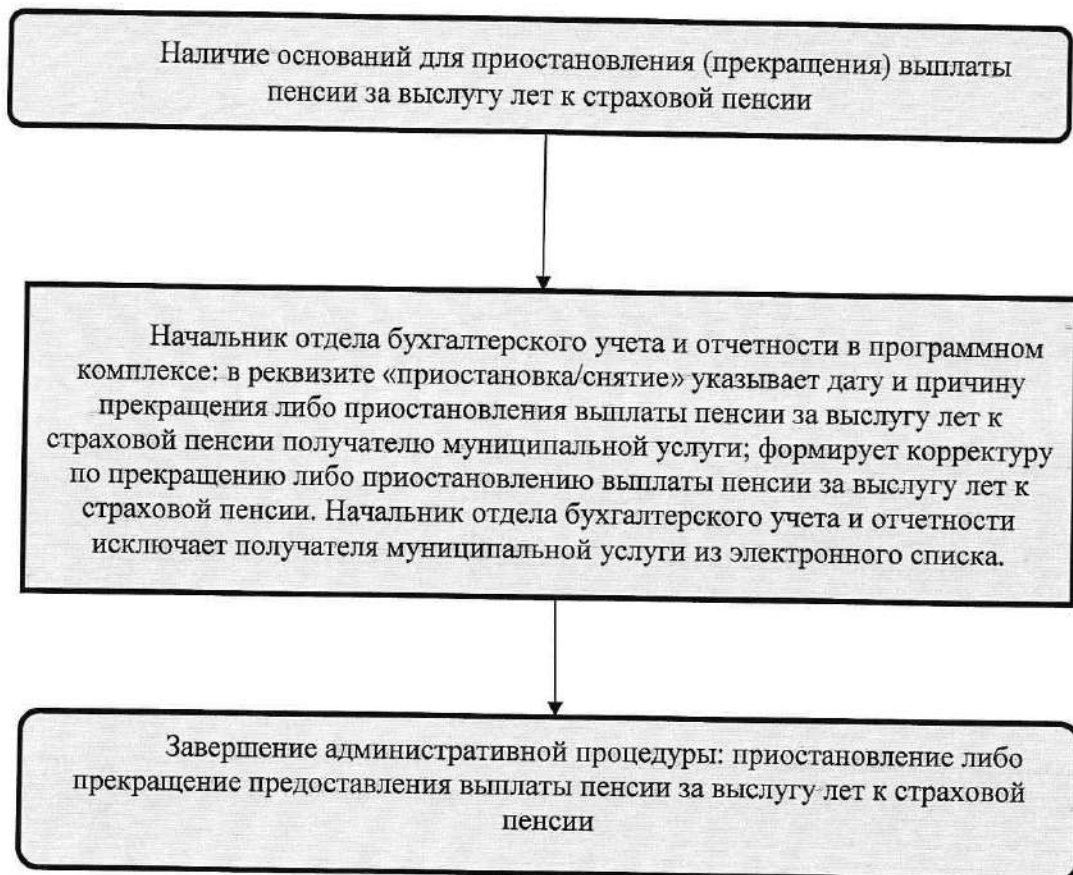 Наличие оснований для приостановления (прекращения) выплаты
пенсии за выслугу лет к страховой пенсии
Начальник отдела бухгалтерского учета и отчетности в программном
комплексе: в реквизите «приостановка/снятие» указывает дату и причину
прекращения либо приостановления выплаты пенсии за выслугу лет к
страховой пенсии получателю муниципальной услуги; формирует корректуру
по прекращению либо приостановлению выплаты пенсии за выслугу лет к
страховой пенсии. Начальник отдела бухгалтерского учета и отчетности
исключает получателя муниципальной услуги из электронного списка.
Завершение административной процедуры: приостановление либо
прекращение предоставления выплаты пенсии за выслугу лет к страховой
пенсии